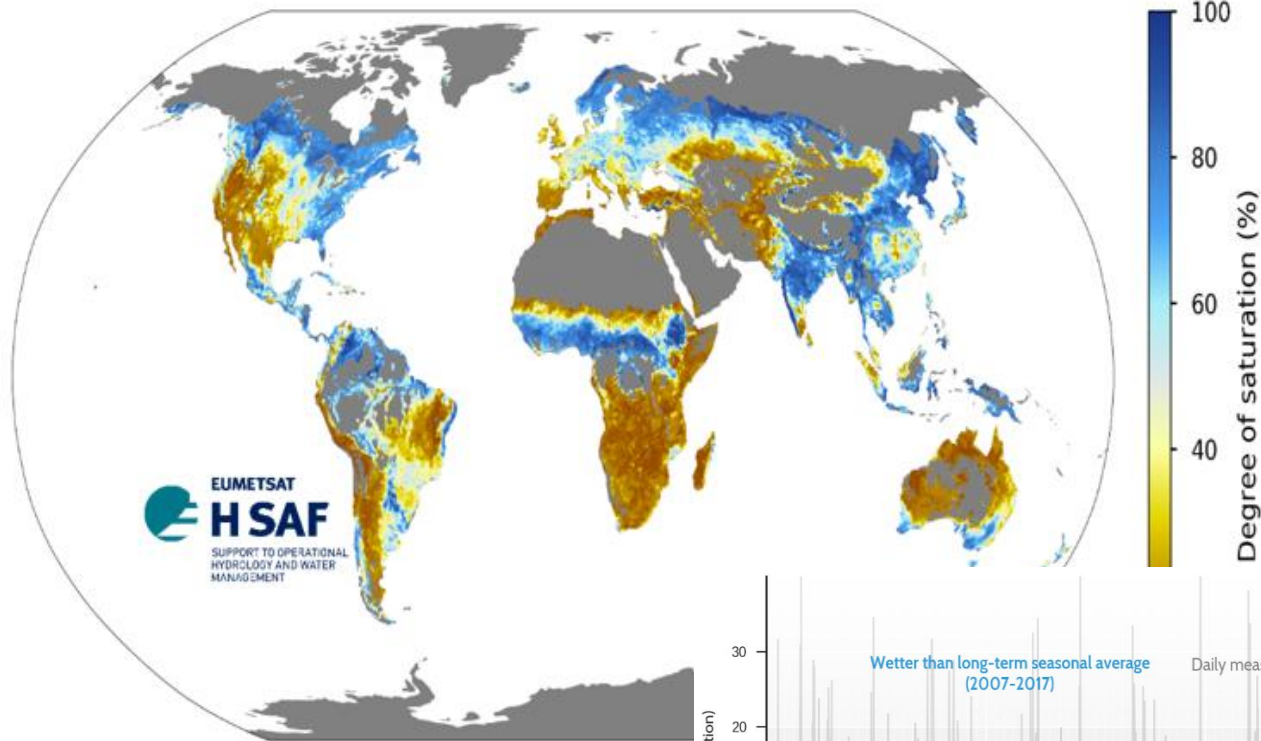 100
80
60
40
Degree of saturation (%)
EUMETSAT
H SAF
SUPPORT TO OPERATIONAL
HYDROLOGY AND WATER
MANAGEMENT
30
20
Wetter than long-term seasonal average
(2007-2017)
Daily